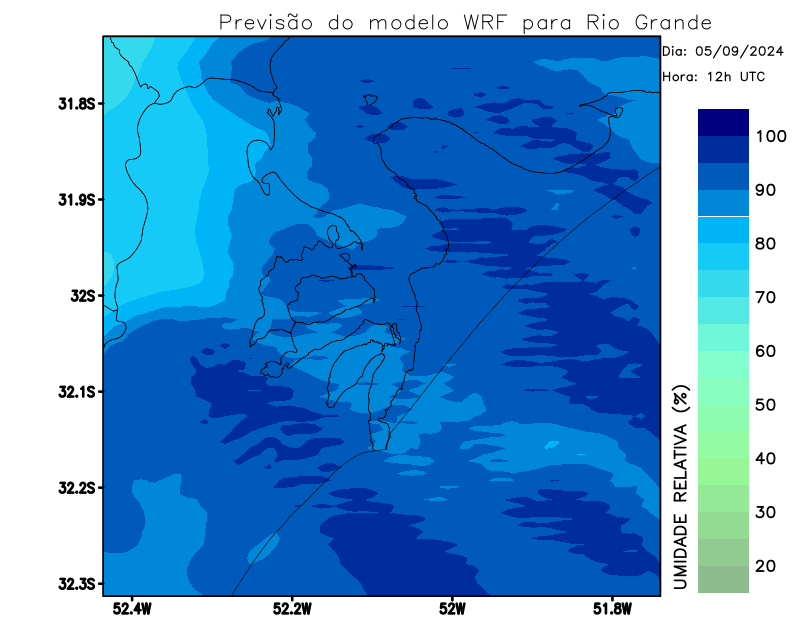 Previsão do modelo WRF para Rio Grande
Dia: 05/09/2024
Hora: 12h UTC
31.8S
31.9S
32S
32.1S
32.2S
32.3S
52.4W
52.2W
52W
51.8W
100
90
80
70
60
50
40
30
20
UMIDADE RELATIVA (%)